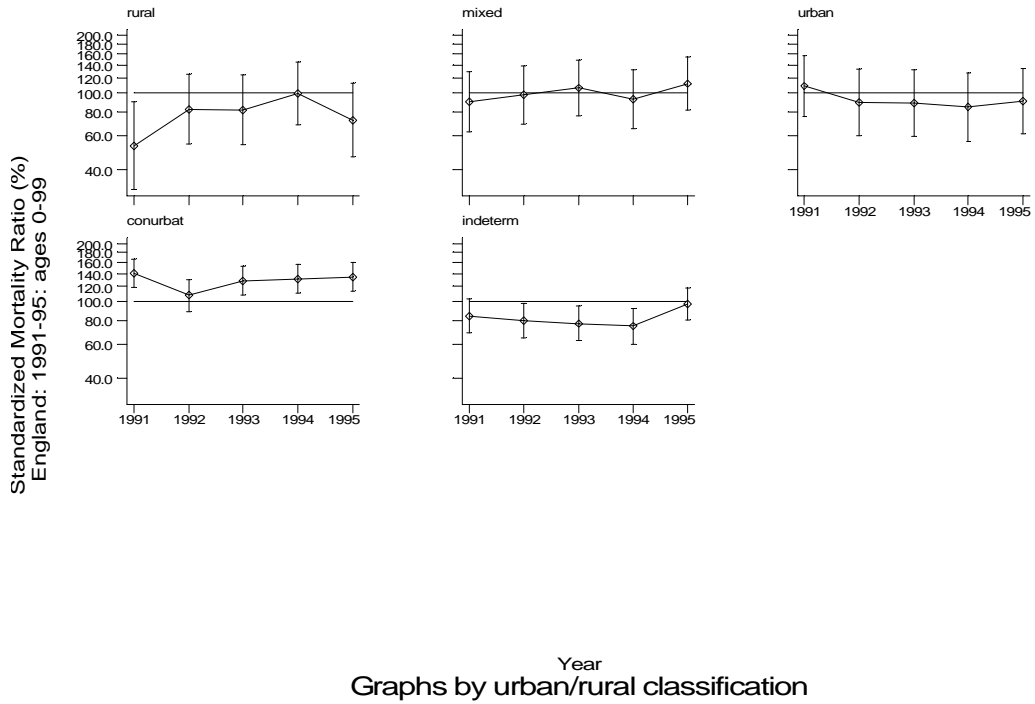 rural
mixed
urban
200.0
180.0
160.0
140.0
120.0
100.0
80.0
60.0
40.0
1991 1992 1993 1994 1995
conurbat
indeterm
200.0
180.0
160.0
140.0
120.0
100.0
80.0
60.0
40.0
1991 1992 1993 1994 1995
1991 1992 1993 1994 1995
Standardized Mortality Ratio (%)
England: 1991-95: ages 0-99
Year
Graphs by urban/rural classification